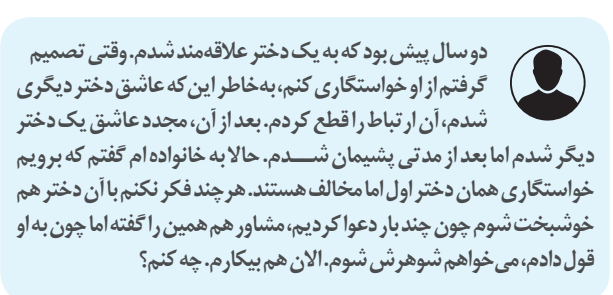 دو سال پیش بود که به یک دختر علاقه‌مند شدم. وقتی تصمیم
گرفتم از او خواستگاری کنم، به‌خاطر این‌که عاشق دختر دیگری
شدم، آن ارتباط را قطع کردم. بعد از آن، مجدد عاشق یک دختر
دیگر شدم اما بعد از مدتی پشیمان شــدم. حالا به خانواده ام گفتم که برویم
خواستگاری همان دختر اول اما مخالف هستند. هر چند فکر نکنم با آن دختر هم
خوشبخت شوم چون چند بار دعوا کردیم، مشاور هم همین را گفته اما چون به او
قول دادم، می‌خواهم شوهرش شوم. الان هم بیکارم. چه کنم؟